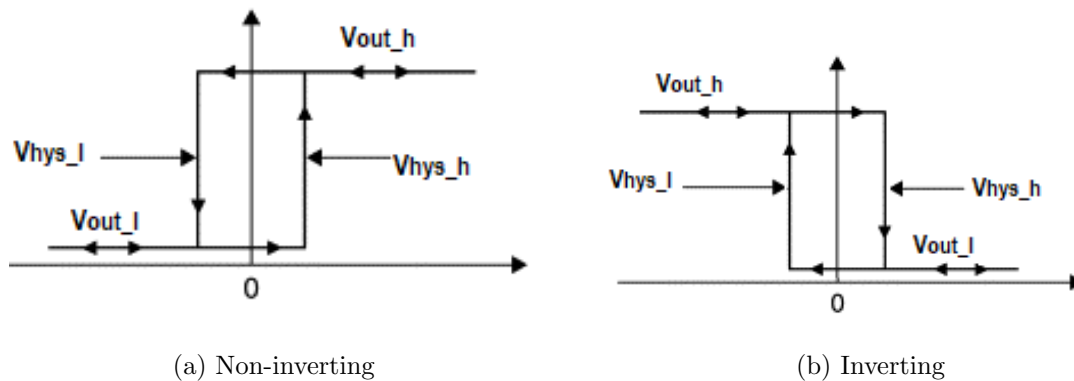 Vout_h
Vhys_l
Vhys_h
Vout_l
0
(a) Non-inverting
Vout_h
Vhys_l
Vhys_h
Vout_l
0
(b) Inverting